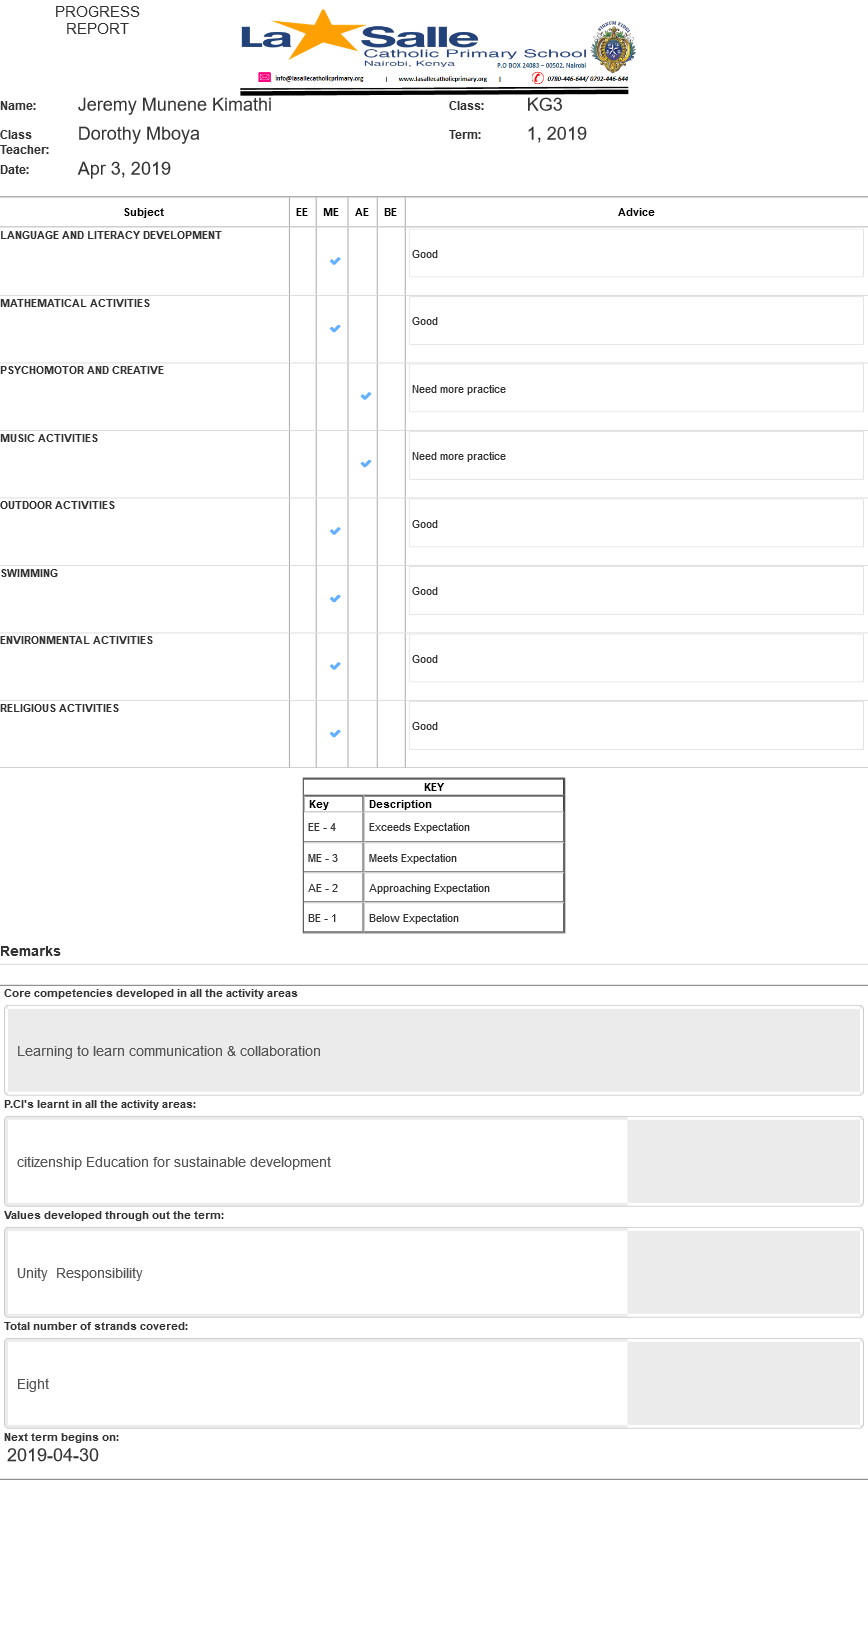 PROGRESS
REPORT
La Salle
Catholic Primary School
Nairobi, Kenya
P.O BOX 24083 – 00502, Nairobi
info@lasallecatholicprimary.org | www.lasallecatholicprimary.org | 0780-446-644/ 0792-446-644
Name: Jeremy Munene Kimathi Class: KG3
Class Teacher: Dorothy Mboya Term: 1, 2019
Date: Apr 3, 2019
Subject EE ME AE BE Advice
LANGUAGE AND LITERACY DEVELOPMENT ✔ Good
MATHEMATICAL ACTIVITIES ✔ Good
PSYCHOMOTOR AND CREATIVE ✔ Need more practice
MUSIC ACTIVITIES ✔ Need more practice
OUTDOOR ACTIVITIES ✔ Good
SWIMMING ✔ Good
ENVIRONMENTAL ACTIVITIES ✔ Good
RELIGIOUS ACTIVITIES ✔ Good
KEY
Key Description
EE - 4 Exceeds Expectation
ME - 3 Meets Expectation
AE - 2 Approaching Expectation
BE - 1 Below Expectation
Remarks
Core competencies developed in all the activity areas
Learning to learn communication & collaboration
P.CI's learnt in all the activity areas:
citizenship Education for sustainable development
Values developed through out the term:
Unity  Responsibility
Total number of strands covered:
Eight
Next term begins on:
2019-04-30